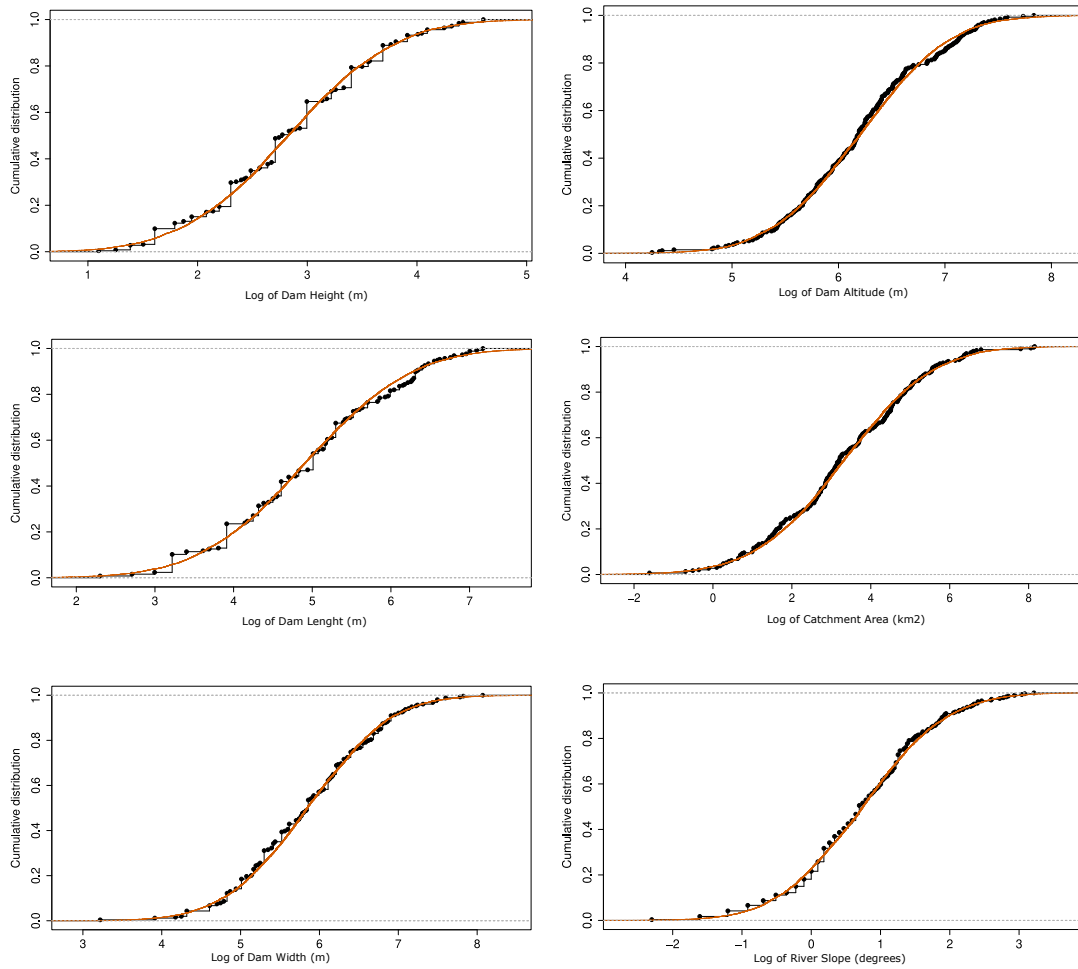 Cumulative distribution
0.0 0.2 0.4 0.6 0.8 1.0
1 2 3 4 5
Log of Dam Height (m)
Cumulative distribution
0.0 0.2 0.4 0.6 0.8 1.0
4 5 6 7 8
Log of Dam Altitude (m)
Cumulative distribution
0.0 0.2 0.4 0.6 0.8 1.0
2 3 4 5 6 7
Log of Dam Lenght (m)
Cumulative distribution
0.0 0.2 0.4 0.6 0.8 1.0
−2 0 2 4 6 8
Log of Catchment Area (km2)
Cumulative distribution
0.0 0.2 0.4 0.6 0.8 1.0
3 4 5 6 7 8
Log of Dam Width (m)
Cumulative distribution
0.0 0.2 0.4 0.6 0.8 1.0
−2 −1 0 1 2 3
Log of River Slope (degrees)